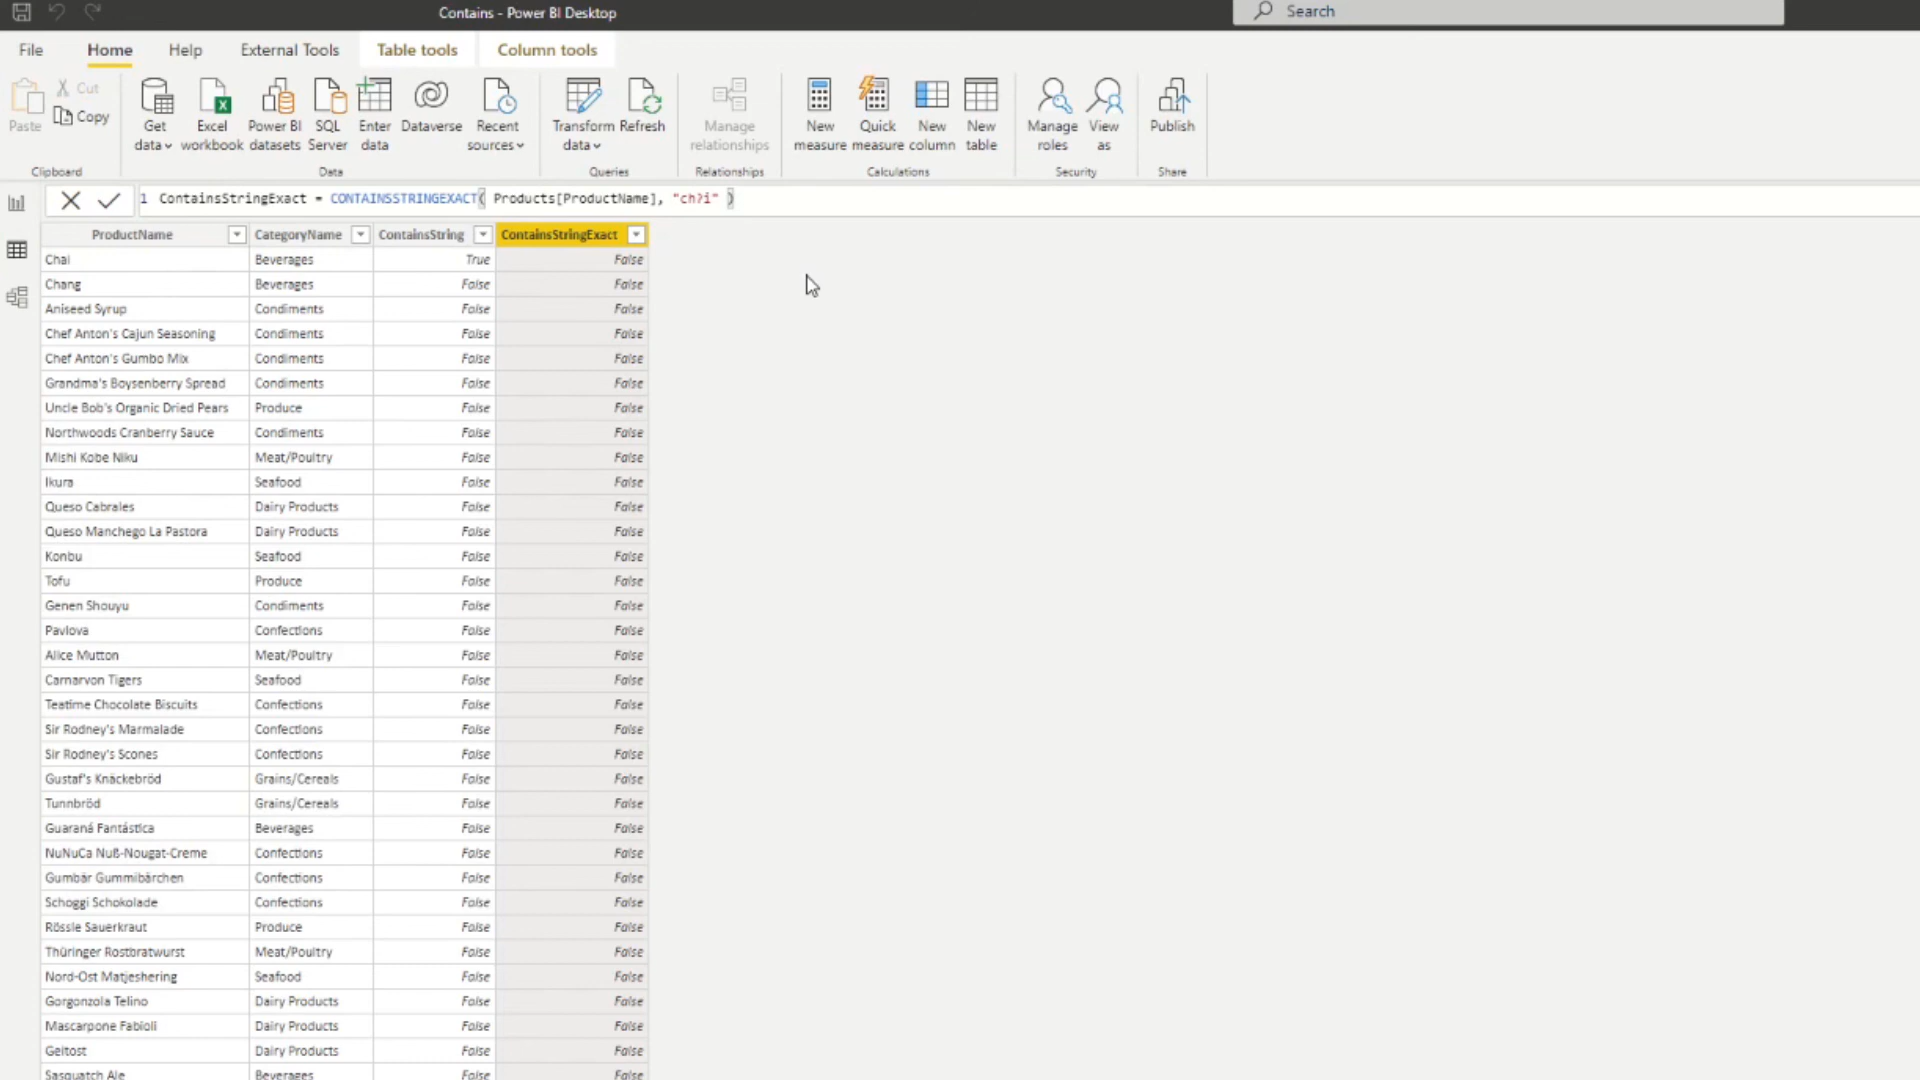 Contains - Power BI Desktop
Search
File Home Help External Tools Table tools Column tools
Paste Cut Copy
Get data Excel workbook Power BI datasets SQL Server Enter data Dataverse Recent sources Transform data Refresh Manage relationships New measure Quick measure New column New table Manage roles View as Publish
Clipboard Data Queries Relationships Calculations Security Share
1 ContainsStringExact = CONTAINSSTRINGEXACT( Products[ProductName], "ch?i" )
ProductName CategoryName ContainsString ContainsStringExact
Chai Beverages True False
Chang Beverages False False
Aniseed Syrup Condiments False False
Chef Anton's Cajun Seasoning Condiments False False
Chef Anton's Gumbo Mix Condiments False False
Grandma's Boysenberry Spread Condiments False False
Uncle Bob's Organic Dried Pears Produce False False
Northwoods Cranberry Sauce Condiments False False
Mishi Kobe Niku Meat/Poultry False False
Ikura Seafood False False
Queso Cabrales Dairy Products False False
Queso Manchego La Pastora Dairy Products False False
Konbu Seafood False False
Tofu Produce False False
Genen Shouyu Condiments False False
Pavlova Confections False False
Alice Mutton Meat/Poultry False False
Carnarvon Tigers Seafood False False
Teatime Chocolate Biscuits Confections False False
Sir Rodney's Marmalade Confections False False
Sir Rodney's Scones Confections False False
Gustaf's Knäckebröd Grains/Cereals False False
Tunnbröd Grains/Cereals False False
Guaraná Fantástica Beverages False False
NuNuCa Nuß-Nougat-Creme Confections False False
Gumbär Gummibärchen Confections False False
Schoggi Schokolade Confections False False
Rössle Sauerkraut Produce False False
Thüringer Rostbratwurst Meat/Poultry False False
Nord-Ost Matjeshering Seafood False False
Gorgonzola Telino Dairy Products False False
Mascarpone Fabioli Dairy Products False False
Geitost Dairy Products False False
Sasquatch Ale Beverages False False